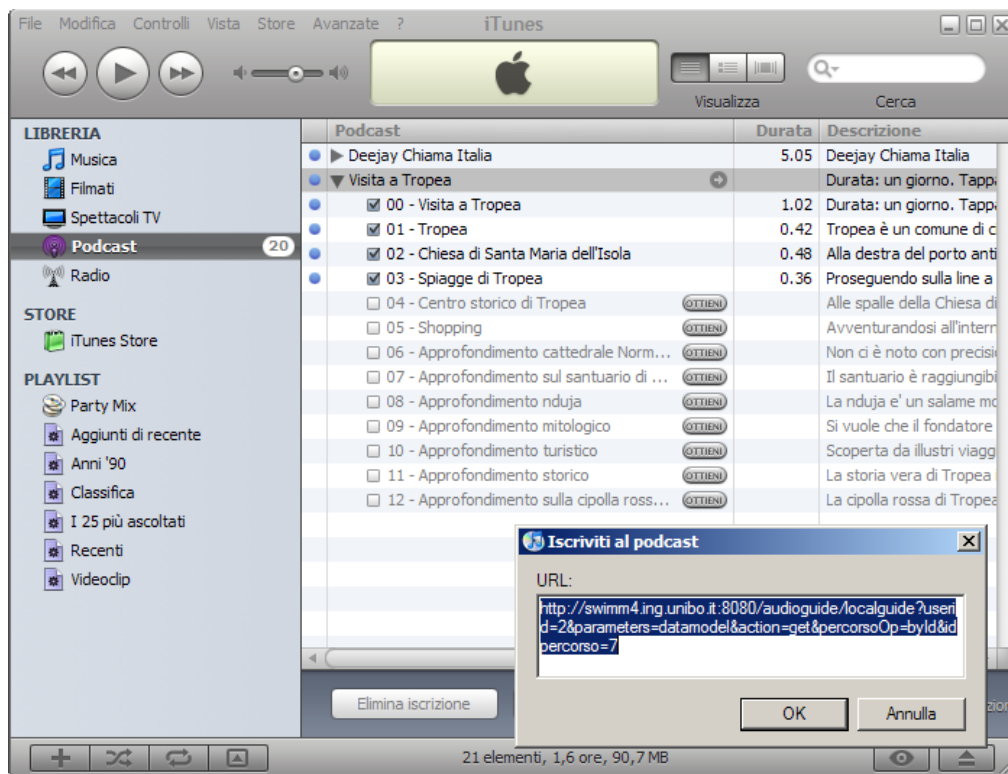 File Modifica Controlli Vista Store Avanzate ? iTunes
Visualizza Cerca
LIBRERIA
Musica
Filmati
Spettacoli TV
Podcast 20
Radio
STORE
iTunes Store
PLAYLIST
Party Mix
Aggiunti di recente
Anni '90
Classifica
I 25 più ascoltati
Recenti
Videoclip
Podcast Durata Descrizione
Deejay Chiama Italia 5.05 Deejay Chiama Italia
Visita a Tropea Durata: un giorno. Tappe
00 - Visita a Tropea 1.02 Durata: un giorno. Tappe
01 - Tropea 0.42 Tropea è un comune di c
02 - Chiesa di Santa Maria dell'Isola 0.48 Alla destra del porto anti
03 - Spiagge di Tropea 0.36 Proseguendo sulla line a
04 - Centro storico di Tropea OTTIENI Alle spalle della Chiesa di
05 - Shopping OTTIENI Avventurandosi all'intern
06 - Approfondimento cattedrale Norm... OTTIENI Non ci è noto con precisi
07 - Approfondimento sul santuario di ... OTTIENI Il santuario è raggiungibi
08 - Approfondimento nduja OTTIENI La nduja e' un salame mo
09 - Approfondimento mitologico OTTIENI Si vuole che il fondatore
10 - Approfondimento turistico OTTIENI Scoperta da illustri viagg
11 - Approfondimento storico OTTIENI La storia vera di Tropea
12 - Approfondimento sulla cipolla ross... OTTIENI La cipolla rossa di Tropea
Iscriviti al podcast
URL:
http://swimm4.ing.unibo.it:8080/audioguide/localguide?useri
d=2&parameters=datamodel&action=get&percorsoOp=byId&id
percorso=7
OK Annulla
Elimina iscrizione
21 elementi, 1,6 ore, 90,7 MB